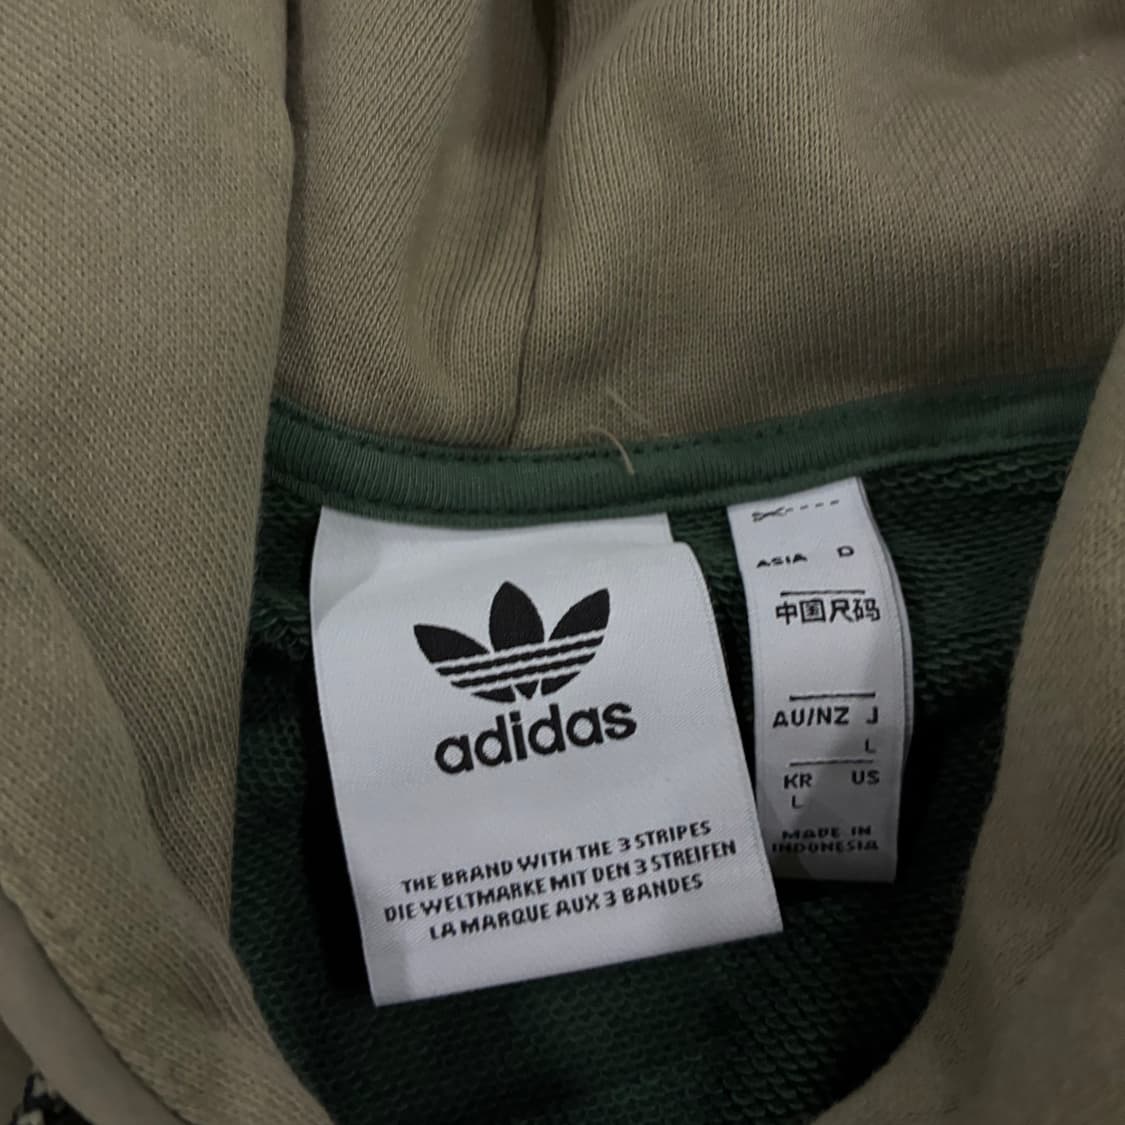 adidas
THE BRAND WITH THE 3 STRIPES
DIE WELTMARKE MIT DEN 3 STREIFEN
LA MARQUE AUX 3 BANDES
ASIA D
中国尺码
AU/NZ J
L
KR US
L
MADE IN
INDONESIA